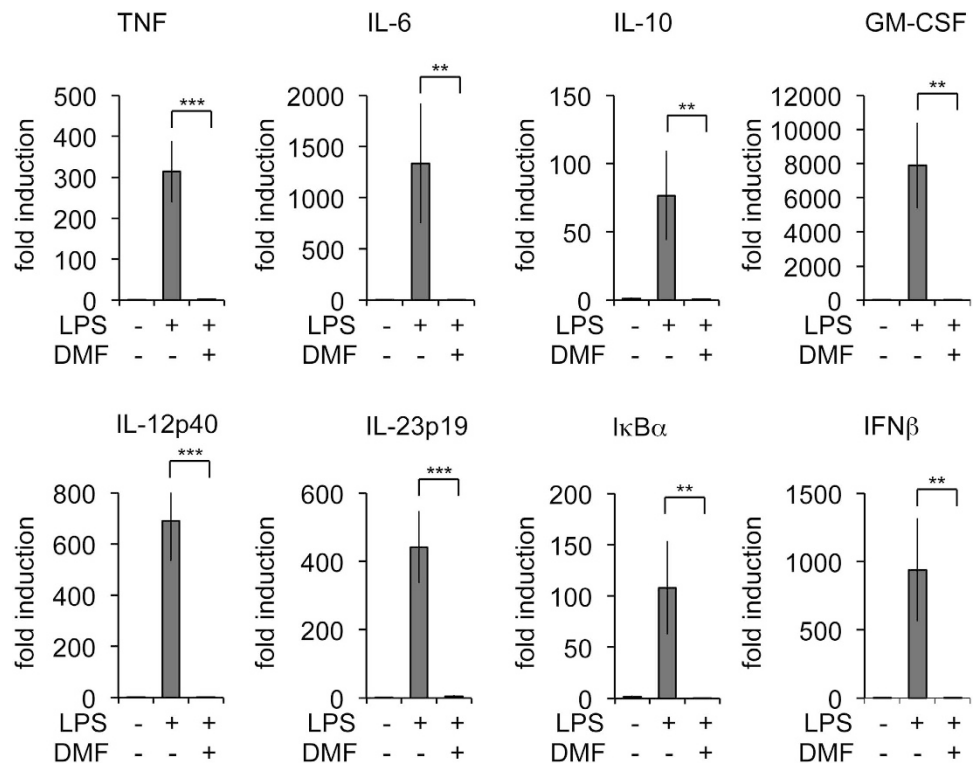 TNF IL-6 IL-10 GM-CSF
*** ** ** **
fold induction fold induction fold induction fold induction
500 2000 150 12000
400 1500 100 10000
300 1000 50 8000
200 500 0 6000
100 0 4000
0 2000
0
LPS - + + LPS - + + LPS - + + LPS - + +
DMF - - + DMF - - + DMF - - + DMF - - +
IL-12p40 IL-23p19 IκBα IFNβ
*** *** ** **
fold induction fold induction fold induction fold induction
800 600 200 1500
600 400 150 1000
400 200 100 500
200 0 50 0
0 0
LPS - + + LPS - + + LPS - + + LPS - + +
DMF - - + DMF - - + DMF - - + DMF - - +